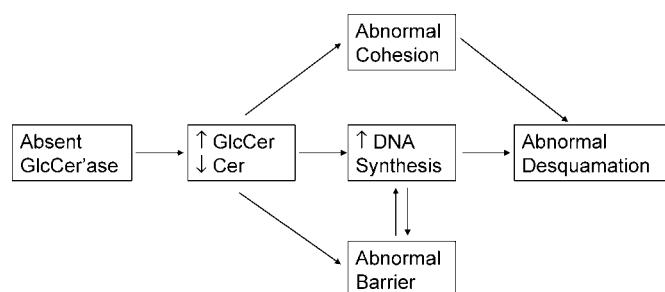 Abnormal
Cohesion
Absent
GlcCer'ase
↑ GlcCer
↓ Cer
↑ DNA
Synthesis
Abnormal
Desquamation
Abnormal
Barrier